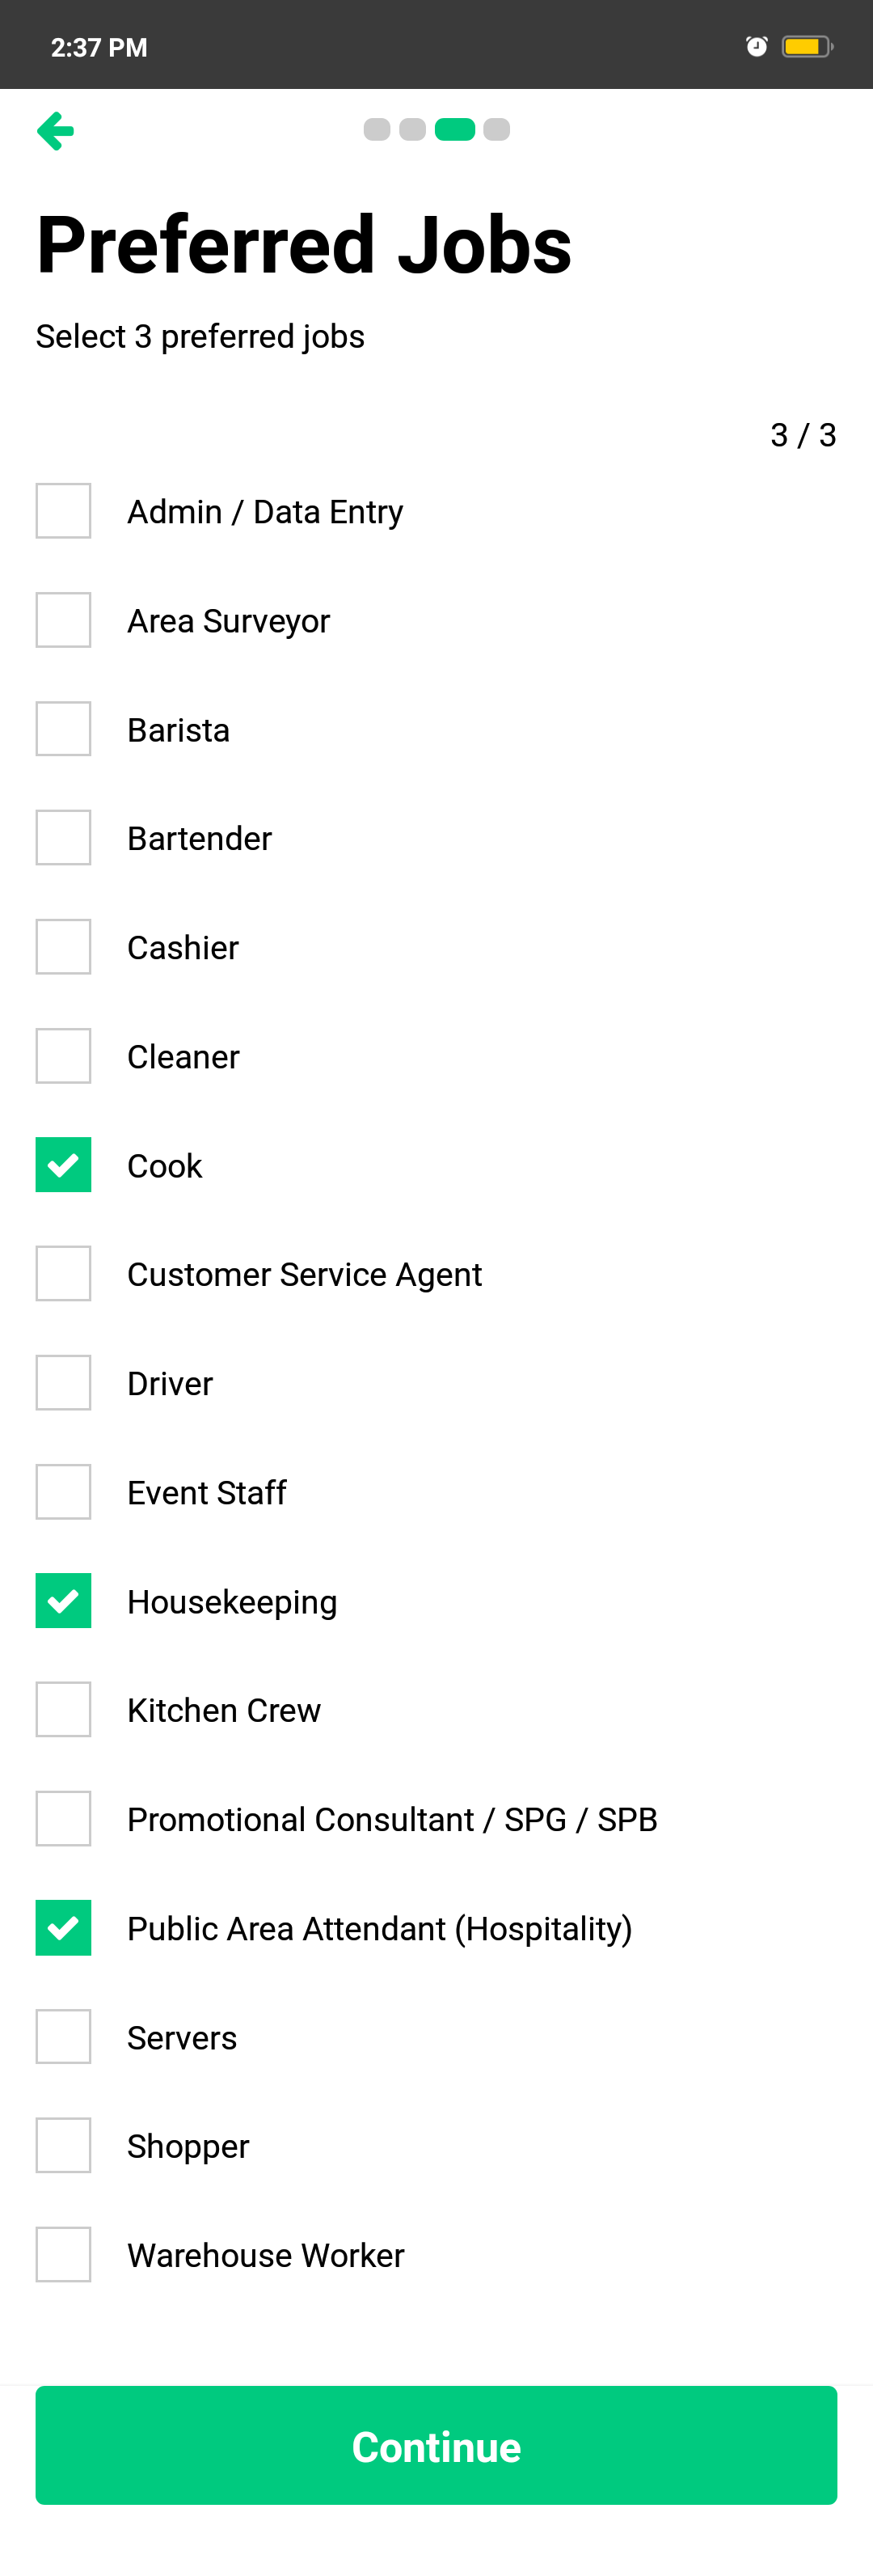 2:37 PM
Preferred Jobs
Select 3 preferred jobs
3 / 3
Admin / Data Entry
Area Surveyor
Barista
Bartender
Cashier
Cleaner
Cook
Customer Service Agent
Driver
Event Staff
Housekeeping
Kitchen Crew
Promotional Consultant / SPG / SPB
Public Area Attendant (Hospitality)
Servers
Shopper
Warehouse Worker
Continue